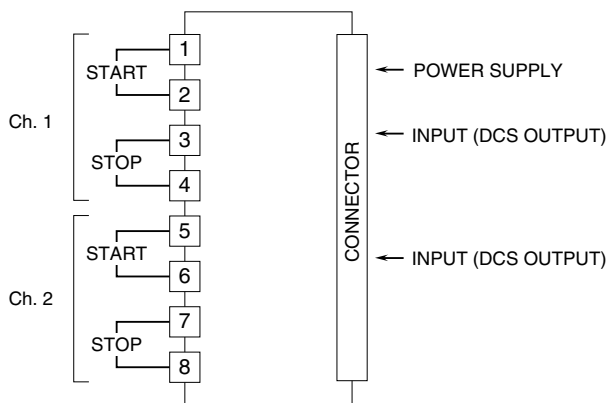 1
START
2
Ch. 1
3
STOP
4
5
START
6
Ch. 2
7
STOP
8
CONNECTOR
POWER SUPPLY
INPUT (DCS OUTPUT)
INPUT (DCS OUTPUT)